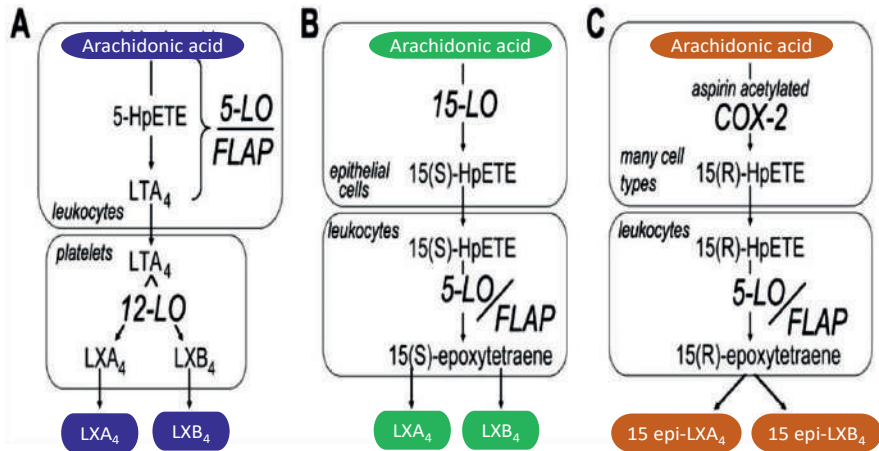 A
Arachidonic acid
5-HpETE
5-LO
FLAP
LTA4
leukocytes
platelets
LTA4
12-LO
LXA4
LXB4
LXA4
LXB4
B
Arachidonic acid
15-LO
epithelial
cells
15(S)-HpETE
leukocytes
15(S)-HpETE
5-LO/
FLAP
15(S)-epoxytetraene
LXA4
LXB4
C
Arachidonic acid
aspirin acetylated
COX-2
many cell
types
15(R)-HpETE
leukocytes
15(R)-HpETE
5-LO/
FLAP
15(R)-epoxytetraene
15 epi-LXA4
15 epi-LXB4